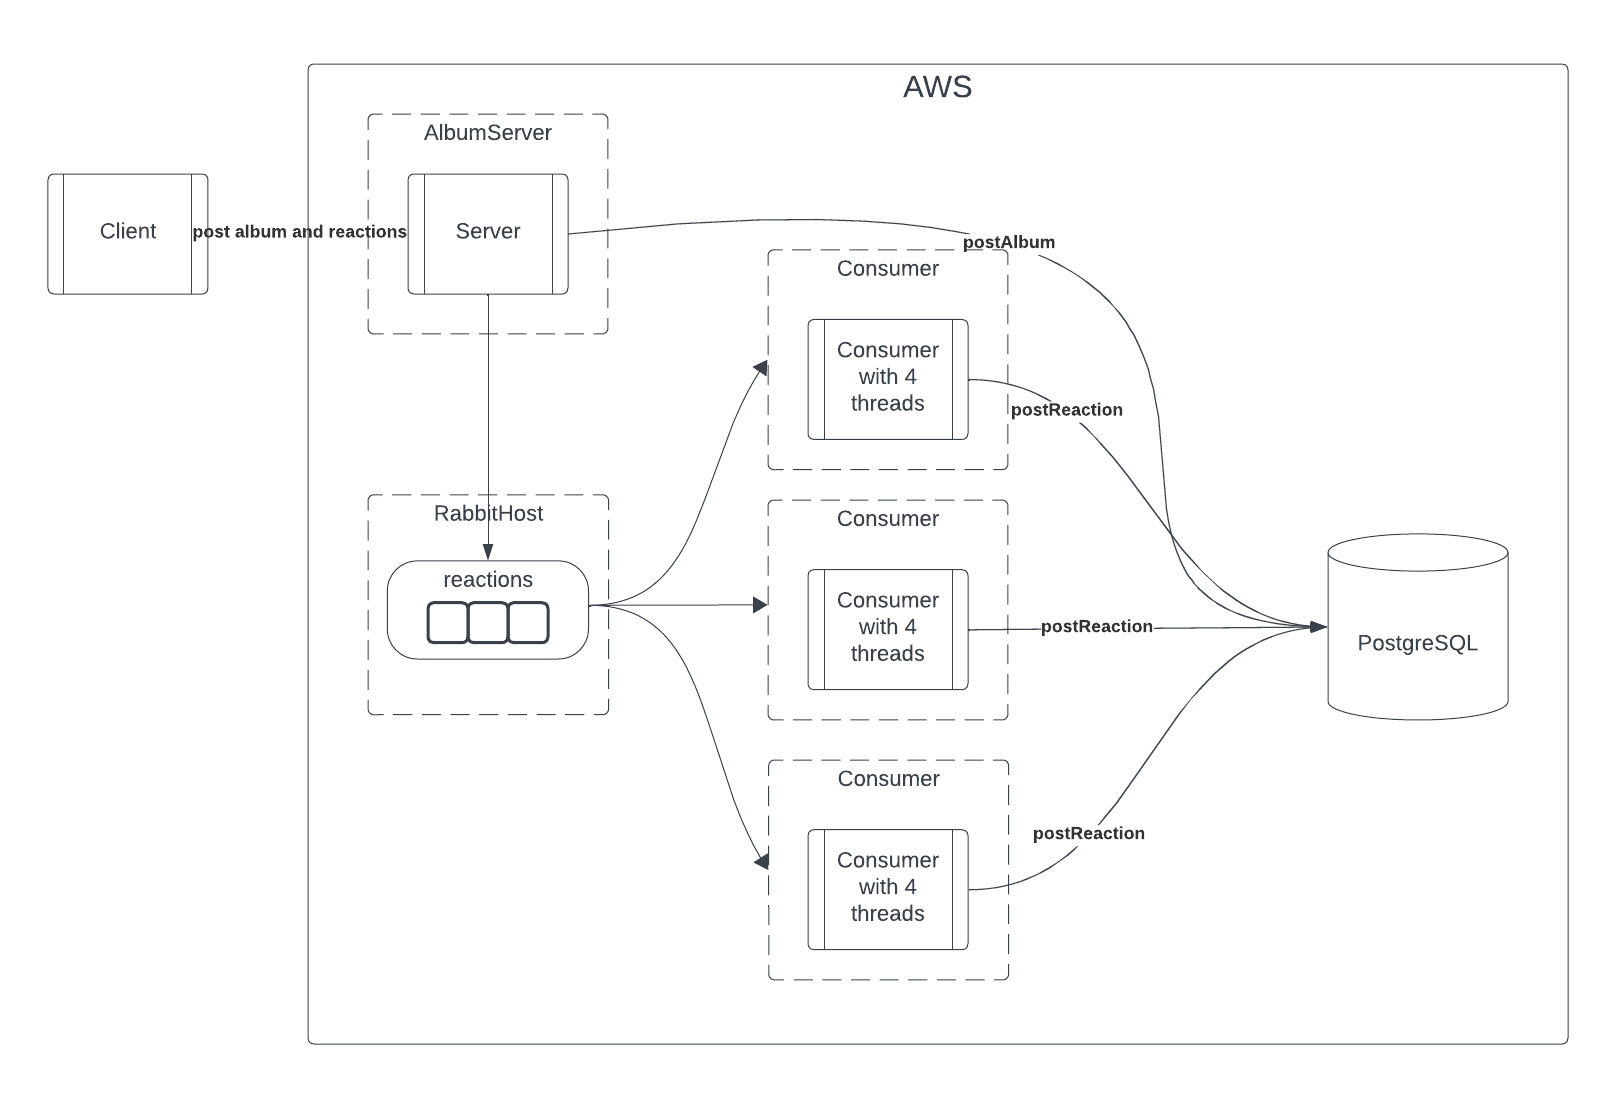 AWS
AlbumServer
Client
post album and reactions
Server
postAlbum
Consumer
Consumer
with 4
threads
postReaction
RabbitHost
reactions
Consumer
Consumer
with 4
threads
postReaction
PostgreSQL
Consumer
Consumer
with 4
threads
postReaction